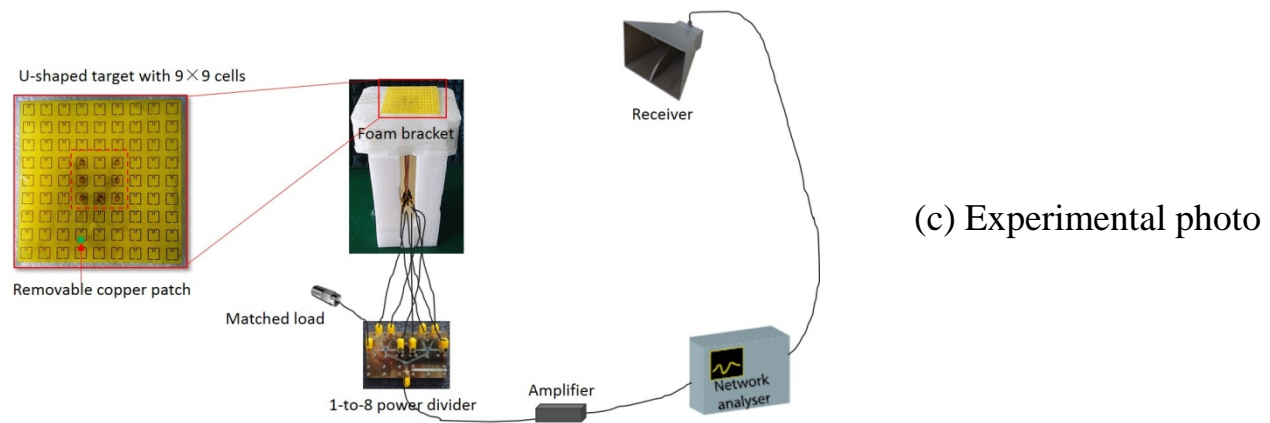 U-shaped target with 9×9 cells
Foam bracket
Receiver
Removable copper patch
Matched load
1-to-8 power divider
Amplifier
Network
analyser
(c) Experimental photo